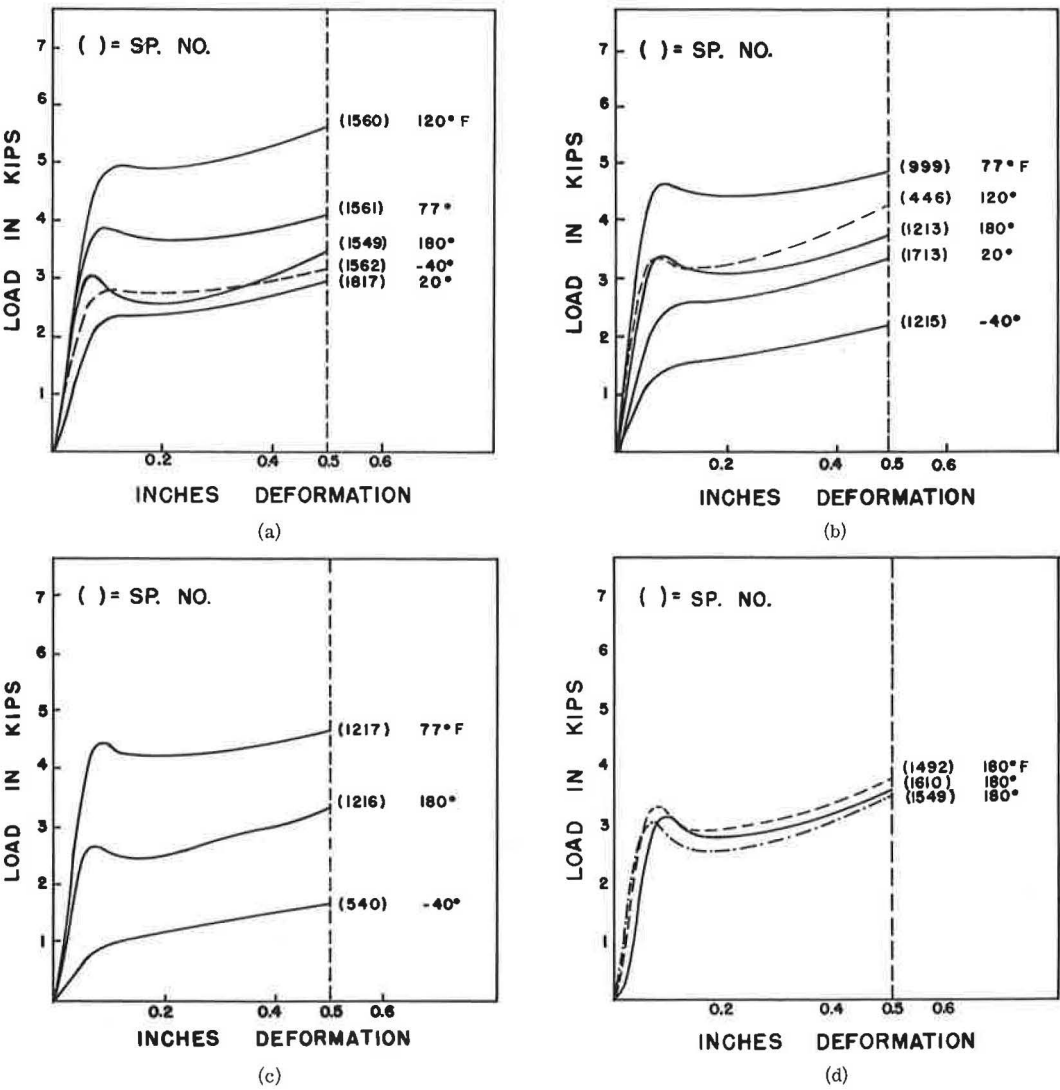 ( )= SP. NO.
7
6
5
4
3
2
1
LOAD IN KIPS
(1560) 120° F
(1561) 77°
(1549) 180°
(1562) -40°
(1817) 20°
0.2 0.4 0.5 0.6
INCHES DEFORMATION
(a)
( )= SP. NO.
7
6
5
4
3
2
1
LOAD IN KIPS
(999) 77° F
(446) 120°
(1213) 180°
(1713) 20°
(1215) -40°
0.2 0.4 0.5 0.6
INCHES DEFORMATION
(b)
( )= SP. NO.
7
6
5
4
3
2
1
LOAD IN KIPS
(1217) 77° F
(1216) 180°
(540) -40°
0.2 0.4 0.5 0.6
INCHES DEFORMATION
(c)
( )= SP. NO.
7
6
5
4
3
2
1
LOAD IN KIPS
(1492) 180° F
(1610) 180°
(1549) 180°
0.2 0.4 0.5 0.6
INCHES DEFORMATION
(d)